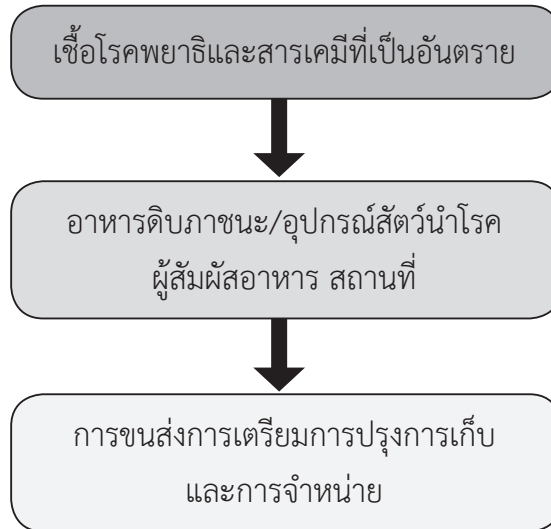 เชื้อโรคพยาธิและสารเคมีที่เป็นอันตราย
อาหารดิบภาชนะ/อุปกรณ์สัตว์นำโรค
ผู้สัมผัสอาหาร สถานที่
การขนส่งการเตรียมการปรุงการเก็บ
และการจำหน่าย